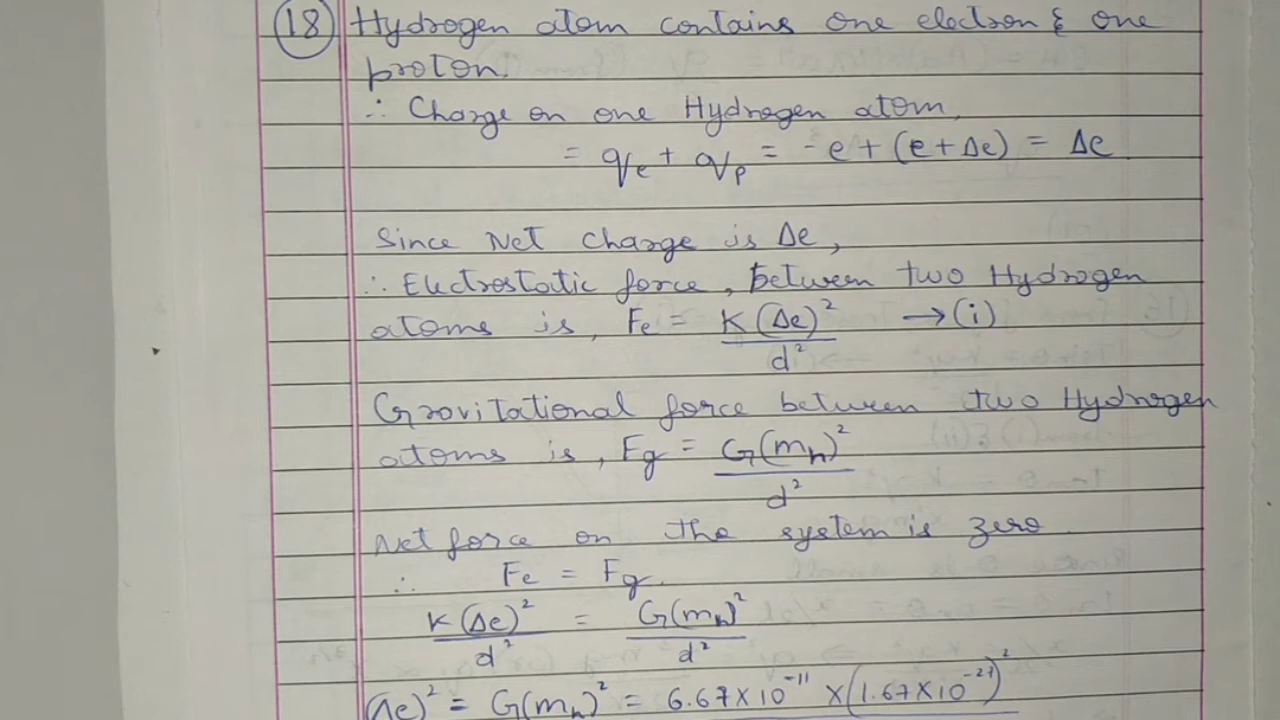 (18) Hydrogen atom contains one electron & one
proton.
∴ Charge on one Hydrogen atom,
= qe + qp = -e + (e + Δe) = Δe
Since Net charge is Δe,
∴ Electrostatic force, between two Hydrogen
atoms is, Fe = K(Δe)²/d² → (i)
Gravitational force between two Hydrogen
atoms is, Fg = G(mh)²/d²
Net force on the system is zero
∴ Fe = Fg.
K(Δe)²/d² = G(mh)²/d²
(Δe)² = G(mh)² = 6.67×10⁻¹¹ × (1.67×10⁻²⁷)²